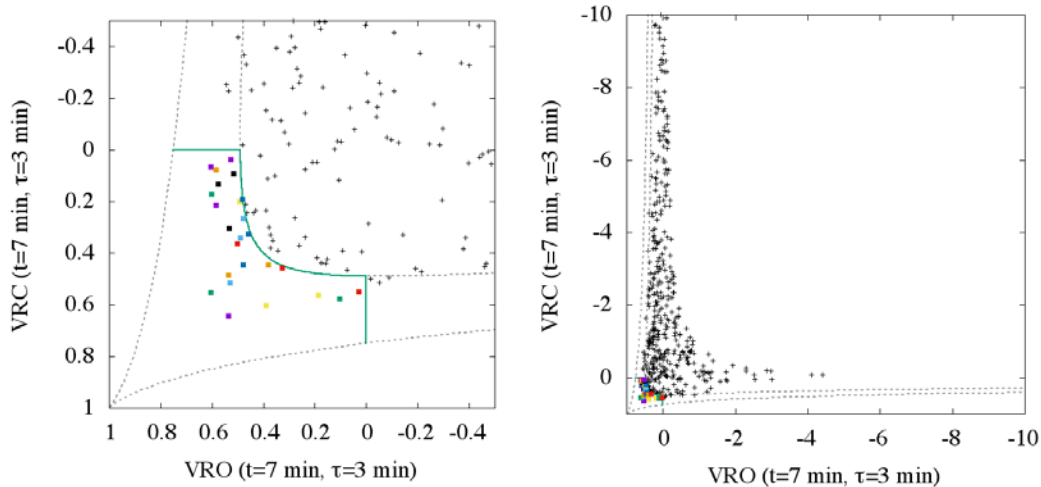 -0.4
-0.2
0
0.2
0.4
0.6
0.8
1
VRC (t=7 min, τ=3 min)
1 0.8 0.6 0.4 0.2 0 -0.2 -0.4
VRO (t=7 min, τ=3 min)
-10
-8
-6
-4
-2
0
VRC (t=7 min, τ=3 min)
0 -2 -4 -6 -8 -10
VRO (t=7 min, τ=3 min)